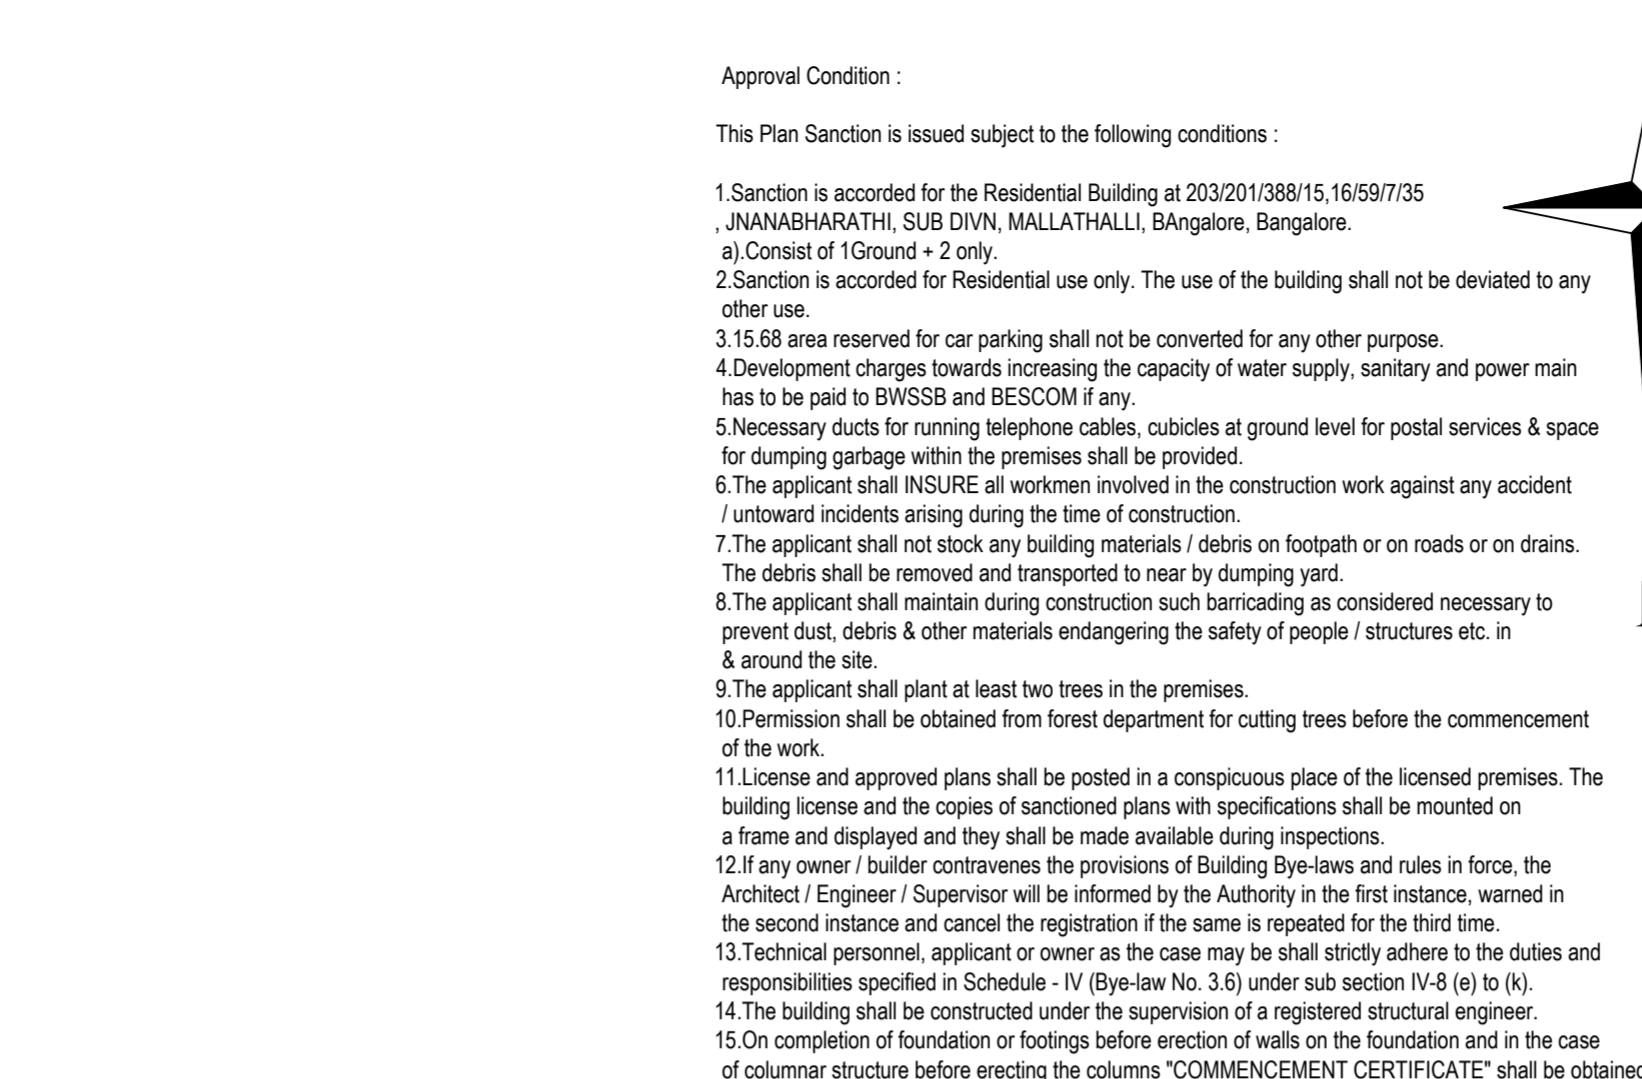 Approval Condition :
This Plan Sanction is issued subject to the following conditions :
1.Sanction is accorded for the Residential Building at 203/201/388/15,16/59/7/35
, JNANABHARATHI, SUB DIVN, MALLATHALLI, BAngalore, Bangalore.
a).Consist of 1Ground + 2 only.
2.Sanction is accorded for Residential use only. The use of the building shall not be deviated to any
other use.
3.15.68 area reserved for car parking shall not be converted for any other purpose.
4.Development charges towards increasing the capacity of water supply, sanitary and power main
has to be paid to BWSSB and BESCOM if any.
5.Necessary ducts for running telephone cables, cubicles at ground level for postal services & space
for dumping garbage within the premises shall be provided.
6.The applicant shall INSURE all workmen involved in the construction work against any accident
/ untoward incidents arising during the time of construction.
7.The applicant shall not stock any building materials / debris on footpath or on roads or on drains.
The debris shall be removed and transported to near by dumping yard.
8.The applicant shall maintain during construction such barricading as considered necessary to
prevent dust, debris & other materials endangering the safety of people / structures etc. in
& around the site.
9.The applicant shall plant at least two trees in the premises.
10.Permission shall be obtained from forest department for cutting trees before the commencement
of the work.
11.License and approved plans shall be posted in a conspicuous place of the licensed premises. The
building license and the copies of sanctioned plans with specifications shall be mounted on
a frame and displayed and they shall be made available during inspections.
12.If any owner / builder contravenes the provisions of Building Bye-laws and rules in force, the
Architect / Engineer / Supervisor will be informed by the Authority in the first instance, warned in
the second instance and cancel the registration if the same is repeated for the third time.
13.Technical personnel, applicant or owner as the case may be shall strictly adhere to the duties and
responsibilities specified in Schedule - IV (Bye-law No. 3.6) under sub section IV-8 (e) to (k).
14.The building shall be constructed under the supervision of a registered structural engineer.
15.On completion of foundation or footings before erection of walls on the foundation and in the case
of columnar structure before erecting the columns "COMMENCEMENT CERTIFICATE" shall be obtained